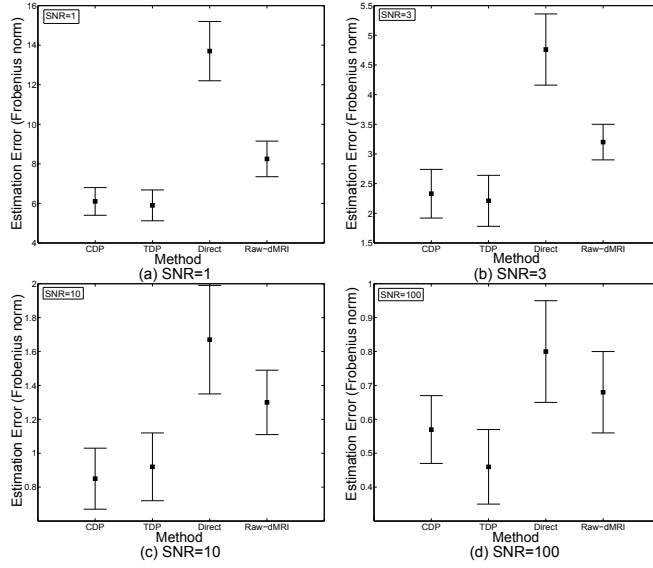 SNR=1
Estimation Error (Frobenius norm)
16
14
12
10
8
6
4
CDP
TDP
Direct
Raw-dMRI
Method
(a) SNR=1
SNR=3
Estimation Error (Frobenius norm)
5.5
5
4.5
4
3.5
3
2.5
2
1.5
CDP
TDP
Direct
Raw-dMRI
Method
(b) SNR=3
SNR=10
Estimation Error (Frobenius norm)
2
1.8
1.6
1.4
1.2
1
0.8
CDP
TDP
Direct
Raw-dMRI
Method
(c) SNR=10
SNR=100
Estimation Error (Frobenius norm)
1
0.9
0.8
0.7
0.6
0.5
0.4
CDP
TDP
Direct
Raw-dMRI
Method
(d) SNR=100